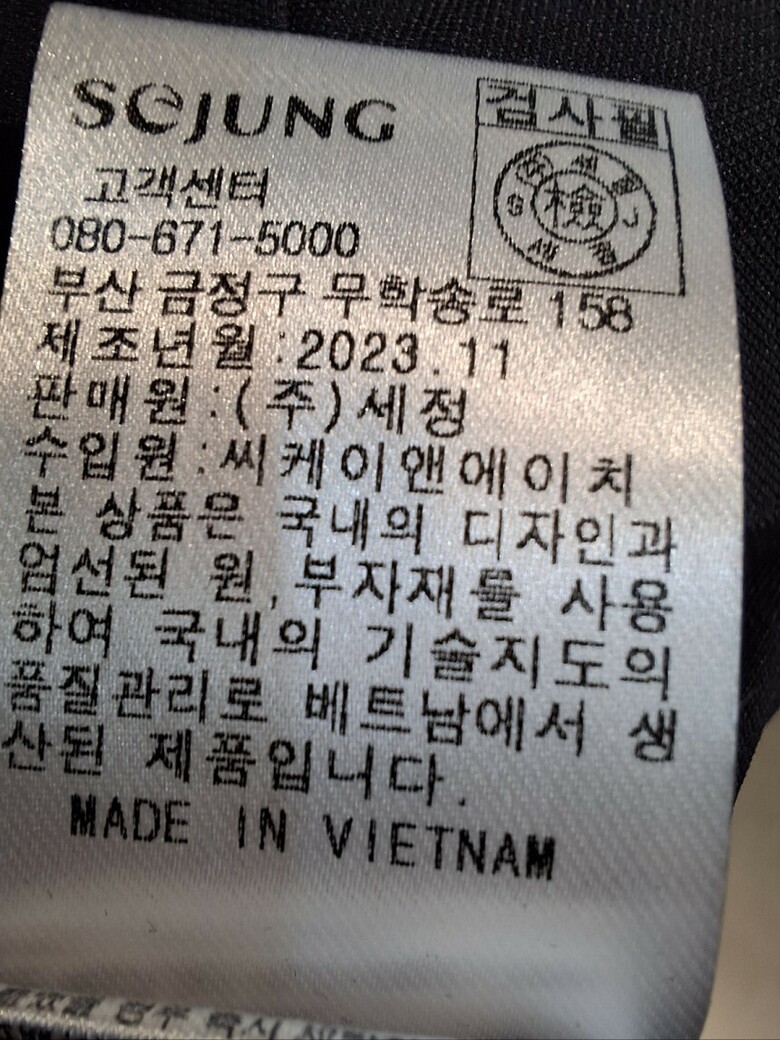 SEJUNG
검사필
檢
고객센터
080-671-5000
부산 금정구 무학송로 158
제조년월:2023.11
판매원:(주)세정
수입원:씨케이앤에이치
본 상품은 국내의 디자인과
엄선된 원,부자재를 사용
하여 국내의 기술지도의
품질관리로 베트남에서 생
산된 제품입니다.
MADE IN VIETNAM